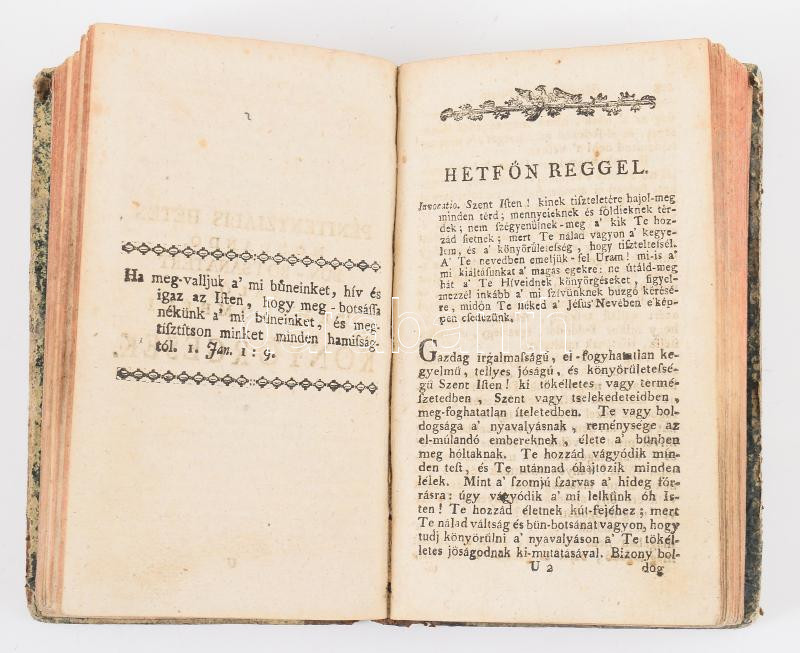 Ha meg-valljuk a' mi bűneinket, hív és
igaz az Iſten, hogy meg-botsáſſa
nékünk a' mi bűneinket, és meg-
tiſztítſon minket minden hamiſság-
tól. 1. Jan. 1 : 9.
U
HETFŐN REGGEL.
Invocatio. Szent Iſten! kinek tiſzteletére hajol-meg
minden térd; mennyeieknek és földieknek tér-
dek; nem ſzégyenűlnek-meg a' kik Te hoz-
zád ſietnek; mert Te nálad vagyon a' kegye-
lem, és a' könyörűleteſség, hogy tiſzteltelſél.
A' Te nevedben emeljük-fel Uram! mi-is a'
mi kiáltáſunkat a' magas egekre: ne útáld-meg
hát a' Te Híveidnek könyörgéſeket, figyel-
mezzél inkább a' mi ſzívünknek buzgó kéréſé-
re, midőn Te néked a' Jéſus' Nevében e'kép-
pen eſedezünk.
Gazdag irgalmaſságú, el-fogyhatatlan ke-
gyelmű, tellyes jóságú, és könyörűleteſsé-
gű Szent Iſten! ki tökélletes vagy termé-
ſzetedben, Szent vagy tselekedeteidben,
meg-foghatatlan ítéletedben. Te vagy bol-
dogsága a' nyavalyásnak, reménysége az
el-múlandó embereknek, élete a' bűnben
meg hóltaknak. Te hozzád vágyódik min-
den teſt, és Te utánnad óhajtozik minden
lélek. Mint a' ſzomjú ſzarvas a' hideg fór-
ráſra: úgy vágyódik a' mi lelkünk óh Is-
ten! Te hozzád életnek kút-fejéhez; mert
Te nálad váltság és bűn-botsánat vagyon, hogy
tudj könyörűlni a' nyavalyáson a' Te tökél-
letes jóságodnak ki-mutatásával. Bizony bol-
U 2 dog